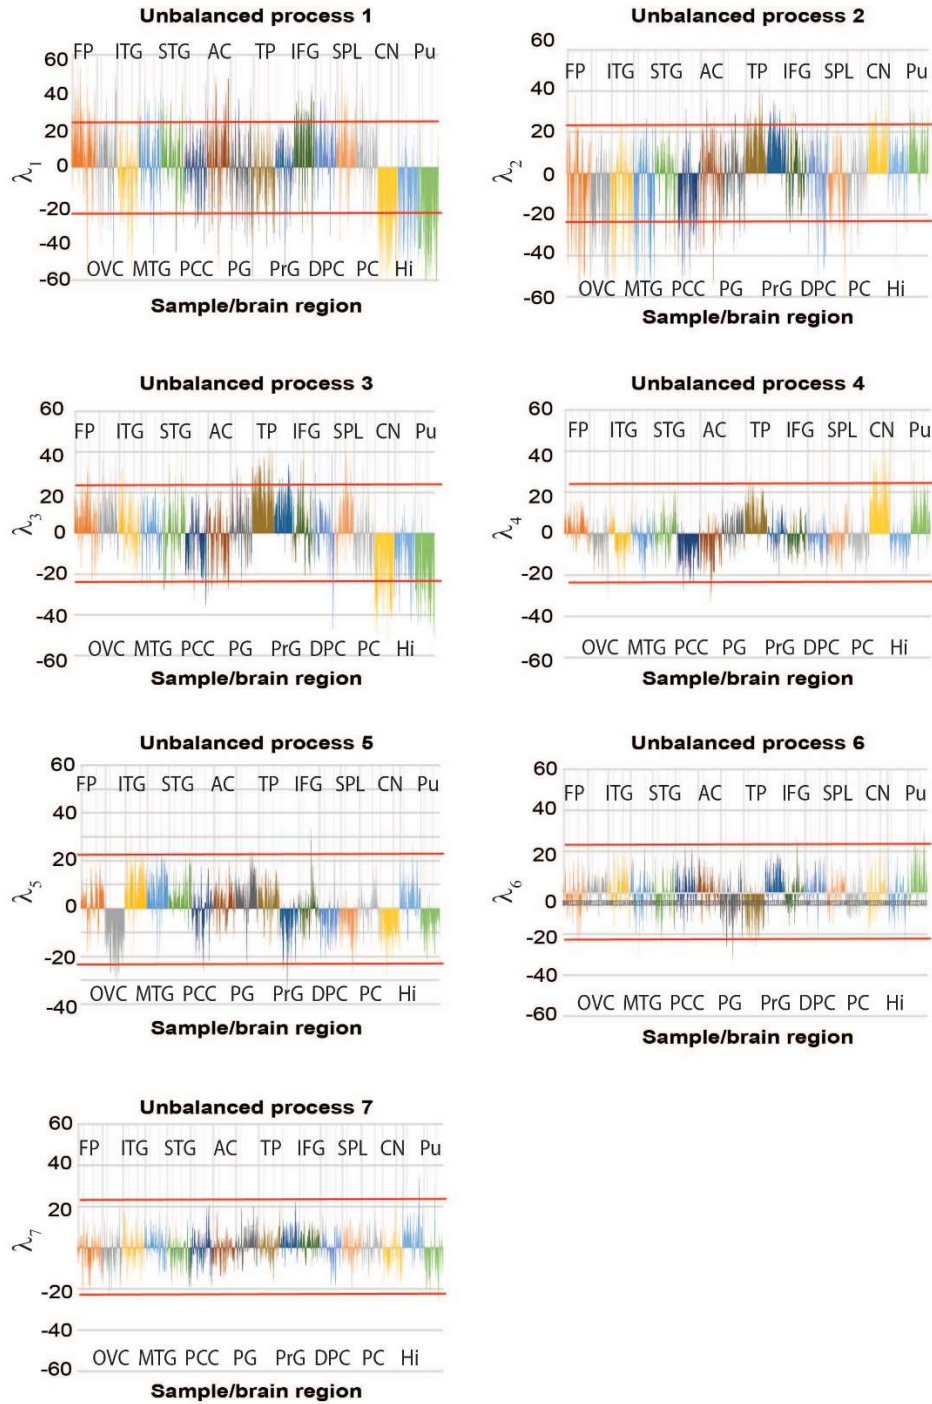 Unbalanced process 1
60
FP ITG STG AC TP IFG SPL CN Pu
40
20
0
-20
-40
-60
λ1
OVC MTG PCC PG PrG DPC PC Hi
Sample/brain region
Unbalanced process 2
60
40
FP ITG STG AC TP IFG SPL CN Pu
20
0
-20
-40
-60
λ2
OVC MTG PCC PG PrG DPC PC Hi
Sample/brain region
Unbalanced process 3
60
FP ITG STG AC TP IFG SPL CN Pu
40
20
0
-20
-40
-60
λ3
OVC MTG PCC PG PrG DPC PC Hi
Sample/brain region
Unbalanced process 4
60
FP ITG STG AC TP IFG SPL CN Pu
40
20
0
-20
-40
-60
λ4
OVC MTG PCC PG PrG DPC PC Hi
Sample/brain region
Unbalanced process 5
60
FP ITG STG AC TP IFG SPL CN Pu
40
20
0
-20
-40
λ5
OVC MTG PCC PG PrG DPC PC Hi
Sample/brain region
Unbalanced process 6
60
FP ITG STG AC TP IFG SPL CN Pu
40
20
0
-20
-40
-60
λ6
OVC MTG PCC PG PrG DPC PC Hi
Sample/brain region
Unbalanced process 7
60
FP ITG STG AC TP IFG SPL CN Pu
40
20
0
-20
-40
-60
λ7
OVC MTG PCC PG PrG DPC PC Hi
Sample/brain region